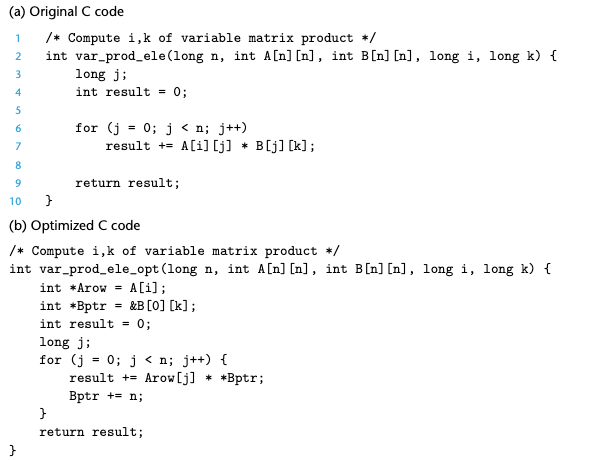 (a) Original C code
1 /* Compute i,k of variable matrix product */
2 int var_prod_ele(long n, int A[n][n], int B[n][n], long i, long k) {
3     long j;
4     int result = 0;
5
6     for (j = 0; j < n; j++)
7         result += A[i][j] * B[j][k];
8
9     return result;
10 }
(b) Optimized C code
/* Compute i,k of variable matrix product */
int var_prod_ele_opt(long n, int A[n][n], int B[n][n], long i, long k) {
    int *Arow = A[i];
    int *Bptr = &B[0][k];
    int result = 0;
    long j;
    for (j = 0; j < n; j++) {
        result += Arow[j] * *Bptr;
        Bptr += n;
    }
    return result;
}